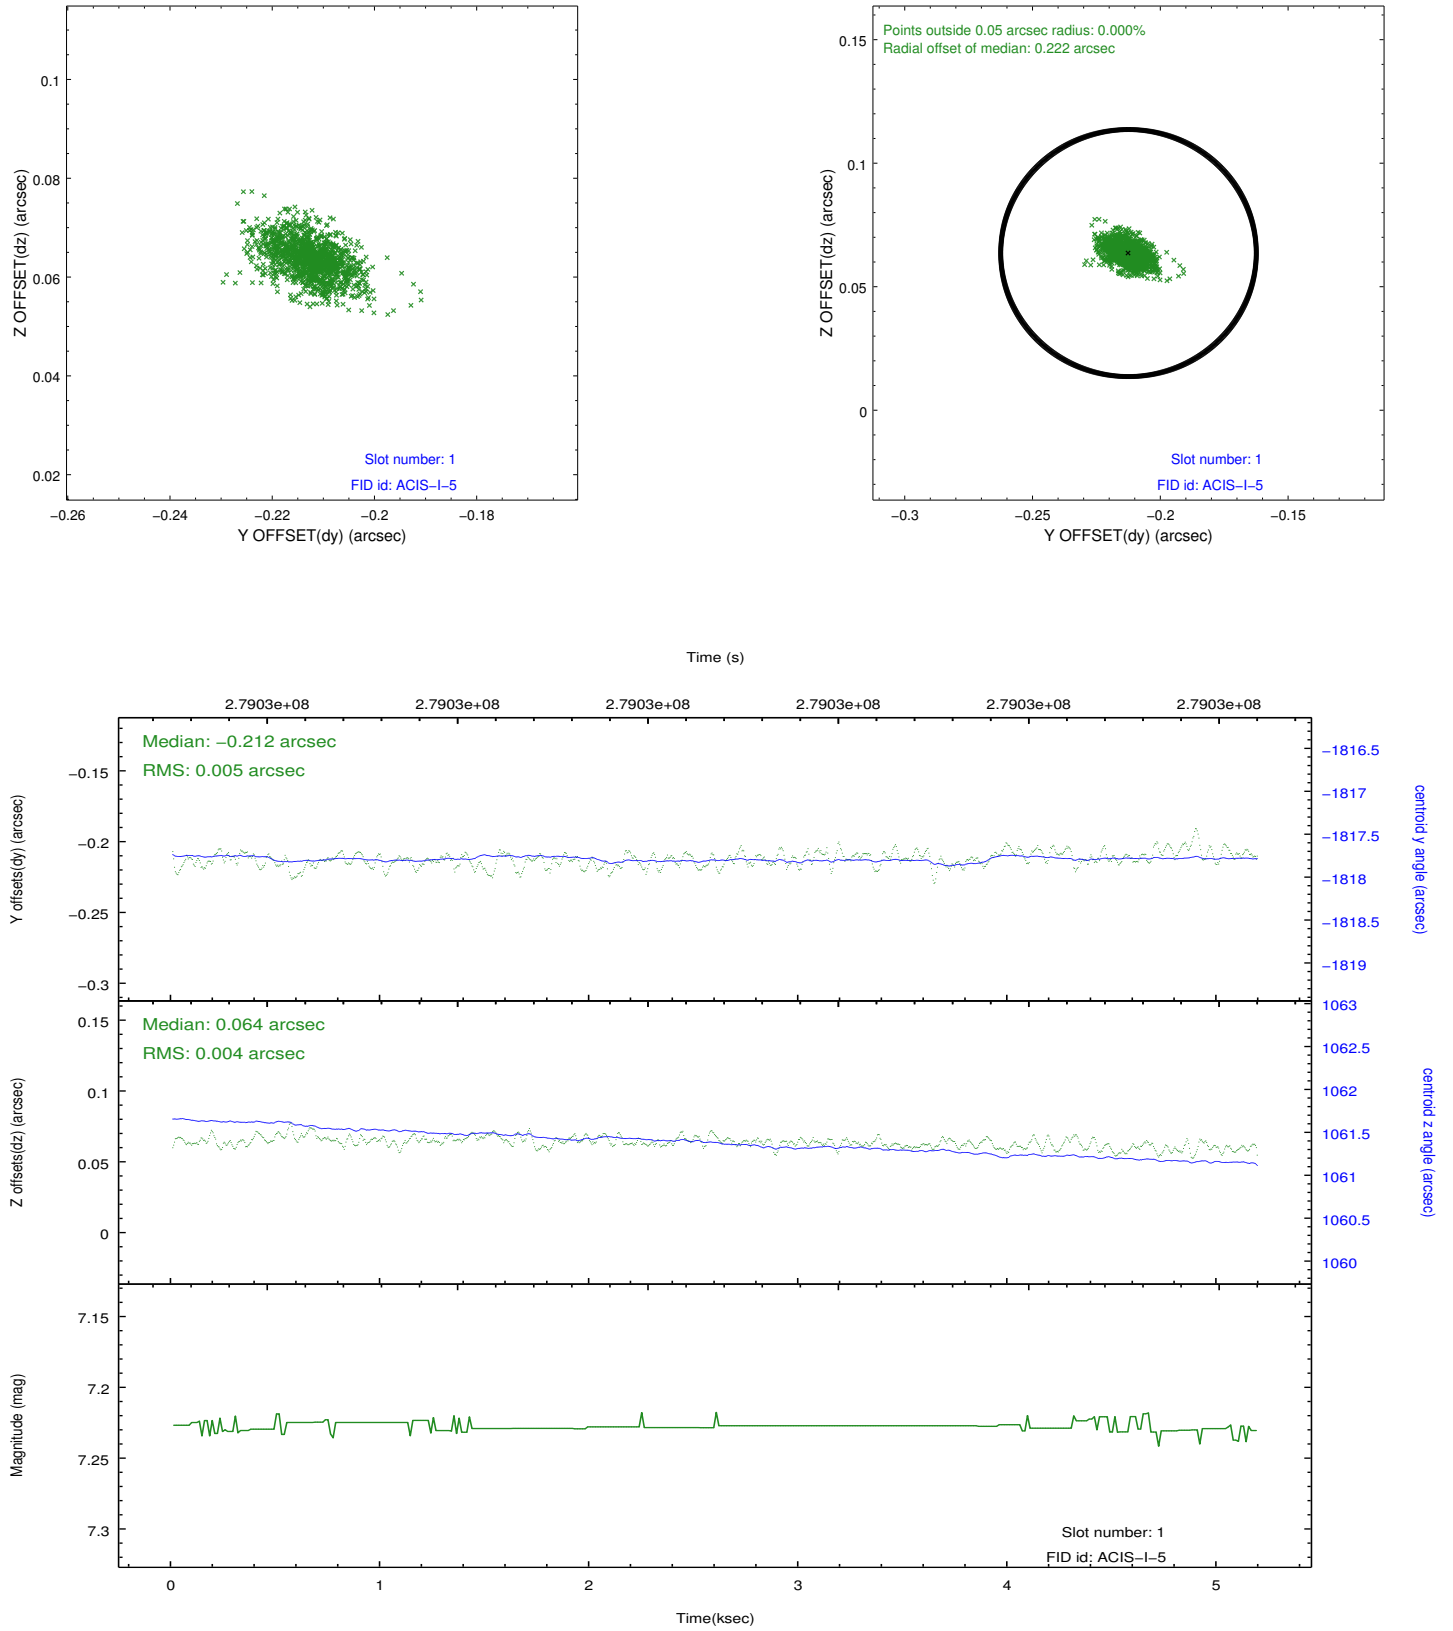 0.1
0.08
0.06
0.04
0.02
Z OFFSET(dz) (arcsec)
Slot number: 1
FID id: ACIS−I−5
−0.26
−0.24
−0.22
−0.2
−0.18
Y OFFSET(dy) (arcsec)
Points outside 0.05 arcsec radius: 0.000%
Radial offset of median: 0.222 arcsec
0.15
0.1
0.05
0
Z OFFSET(dz) (arcsec)
Slot number: 1
FID id: ACIS−I−5
−0.3
−0.25
−0.2
−0.15
Y OFFSET(dy) (arcsec)
Time (s)
2.7903e+08
2.7903e+08
2.7903e+08
2.7903e+08
2.7903e+08
2.7903e+08
Median: −0.212 arcsec
RMS: 0.005 arcsec
−0.15
−0.2
−0.25
−0.3
Y offsets(dy) (arcsec)
−1816.5
−1817
−1817.5
−1818
−1818.5
−1819
centroid y angle (arcsec)
Median: 0.064 arcsec
RMS: 0.004 arcsec
0.15
0.1
0.05
0
Z offsets(dz) (arcsec)
1063
1062.5
1062
1061.5
1061
1060.5
1060
centroid z angle (arcsec)
7.15
7.2
7.25
7.3
Magnitude (mag)
Slot number: 1
FID id: ACIS−I−5
0
1
2
3
4
5
Time(ksec)